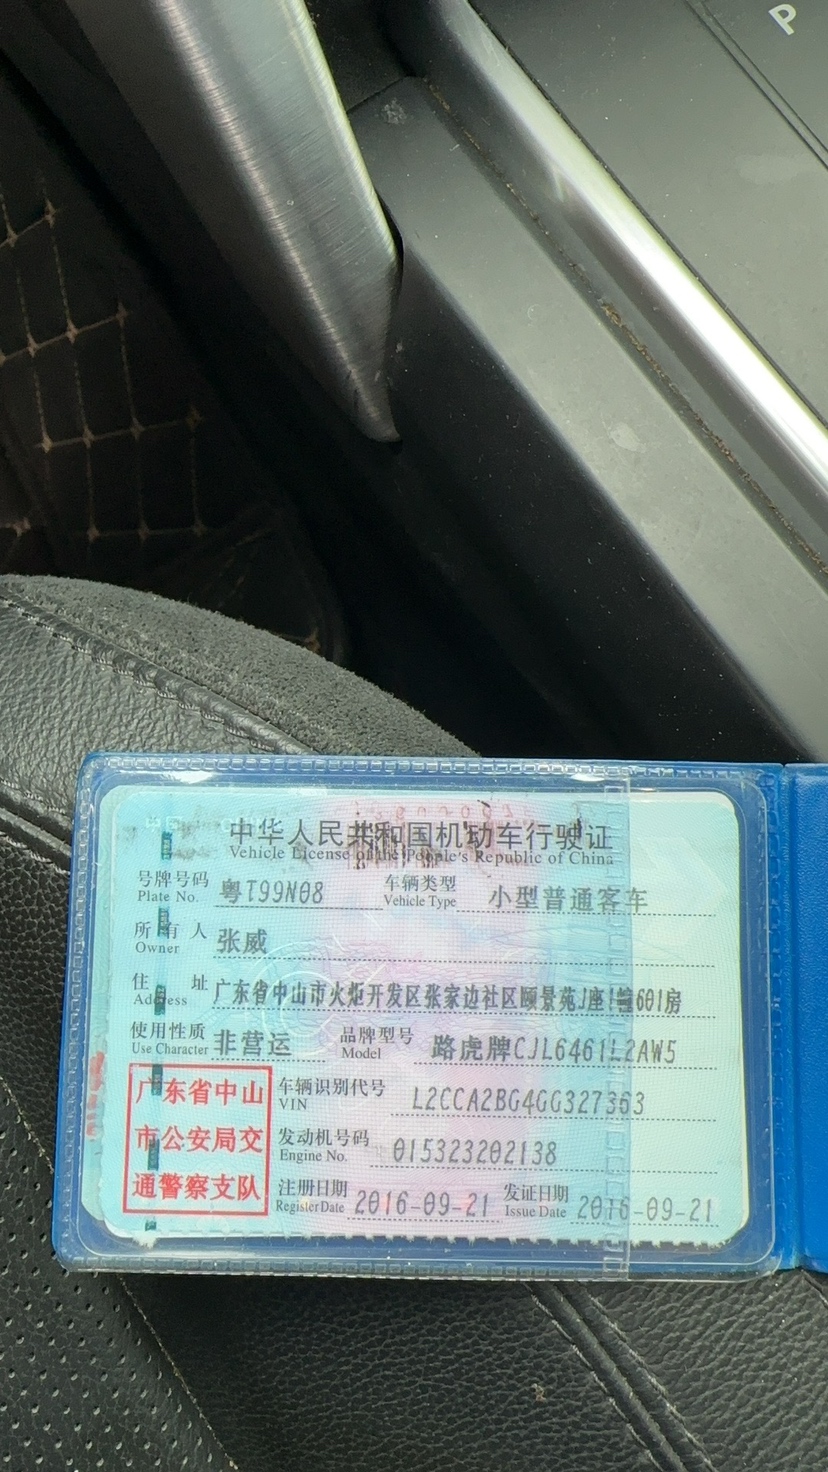 P
中华人民共和国机动车行驶证
Vehicle License of the People's Republic of China
号牌号码 粤T99N08 车辆类型 小型普通客车
Plate No. Vehicle Type
所有人 张威
Owner
住址 广东省中山市火炬开发区张家边社区颐景苑J座1幢601房
Address
使用性质 非营运 品牌型号 路虎牌CJL6461L2AW5
Use Character Model
广东省中山 车辆识别代号 L2CCA2BG4GG327363
VIN
市公安局交 发动机号码 015323202138
Engine No.
通警察支队 注册日期 2016-09-21 发证日期 2016-09-21
Register Date Issue Date